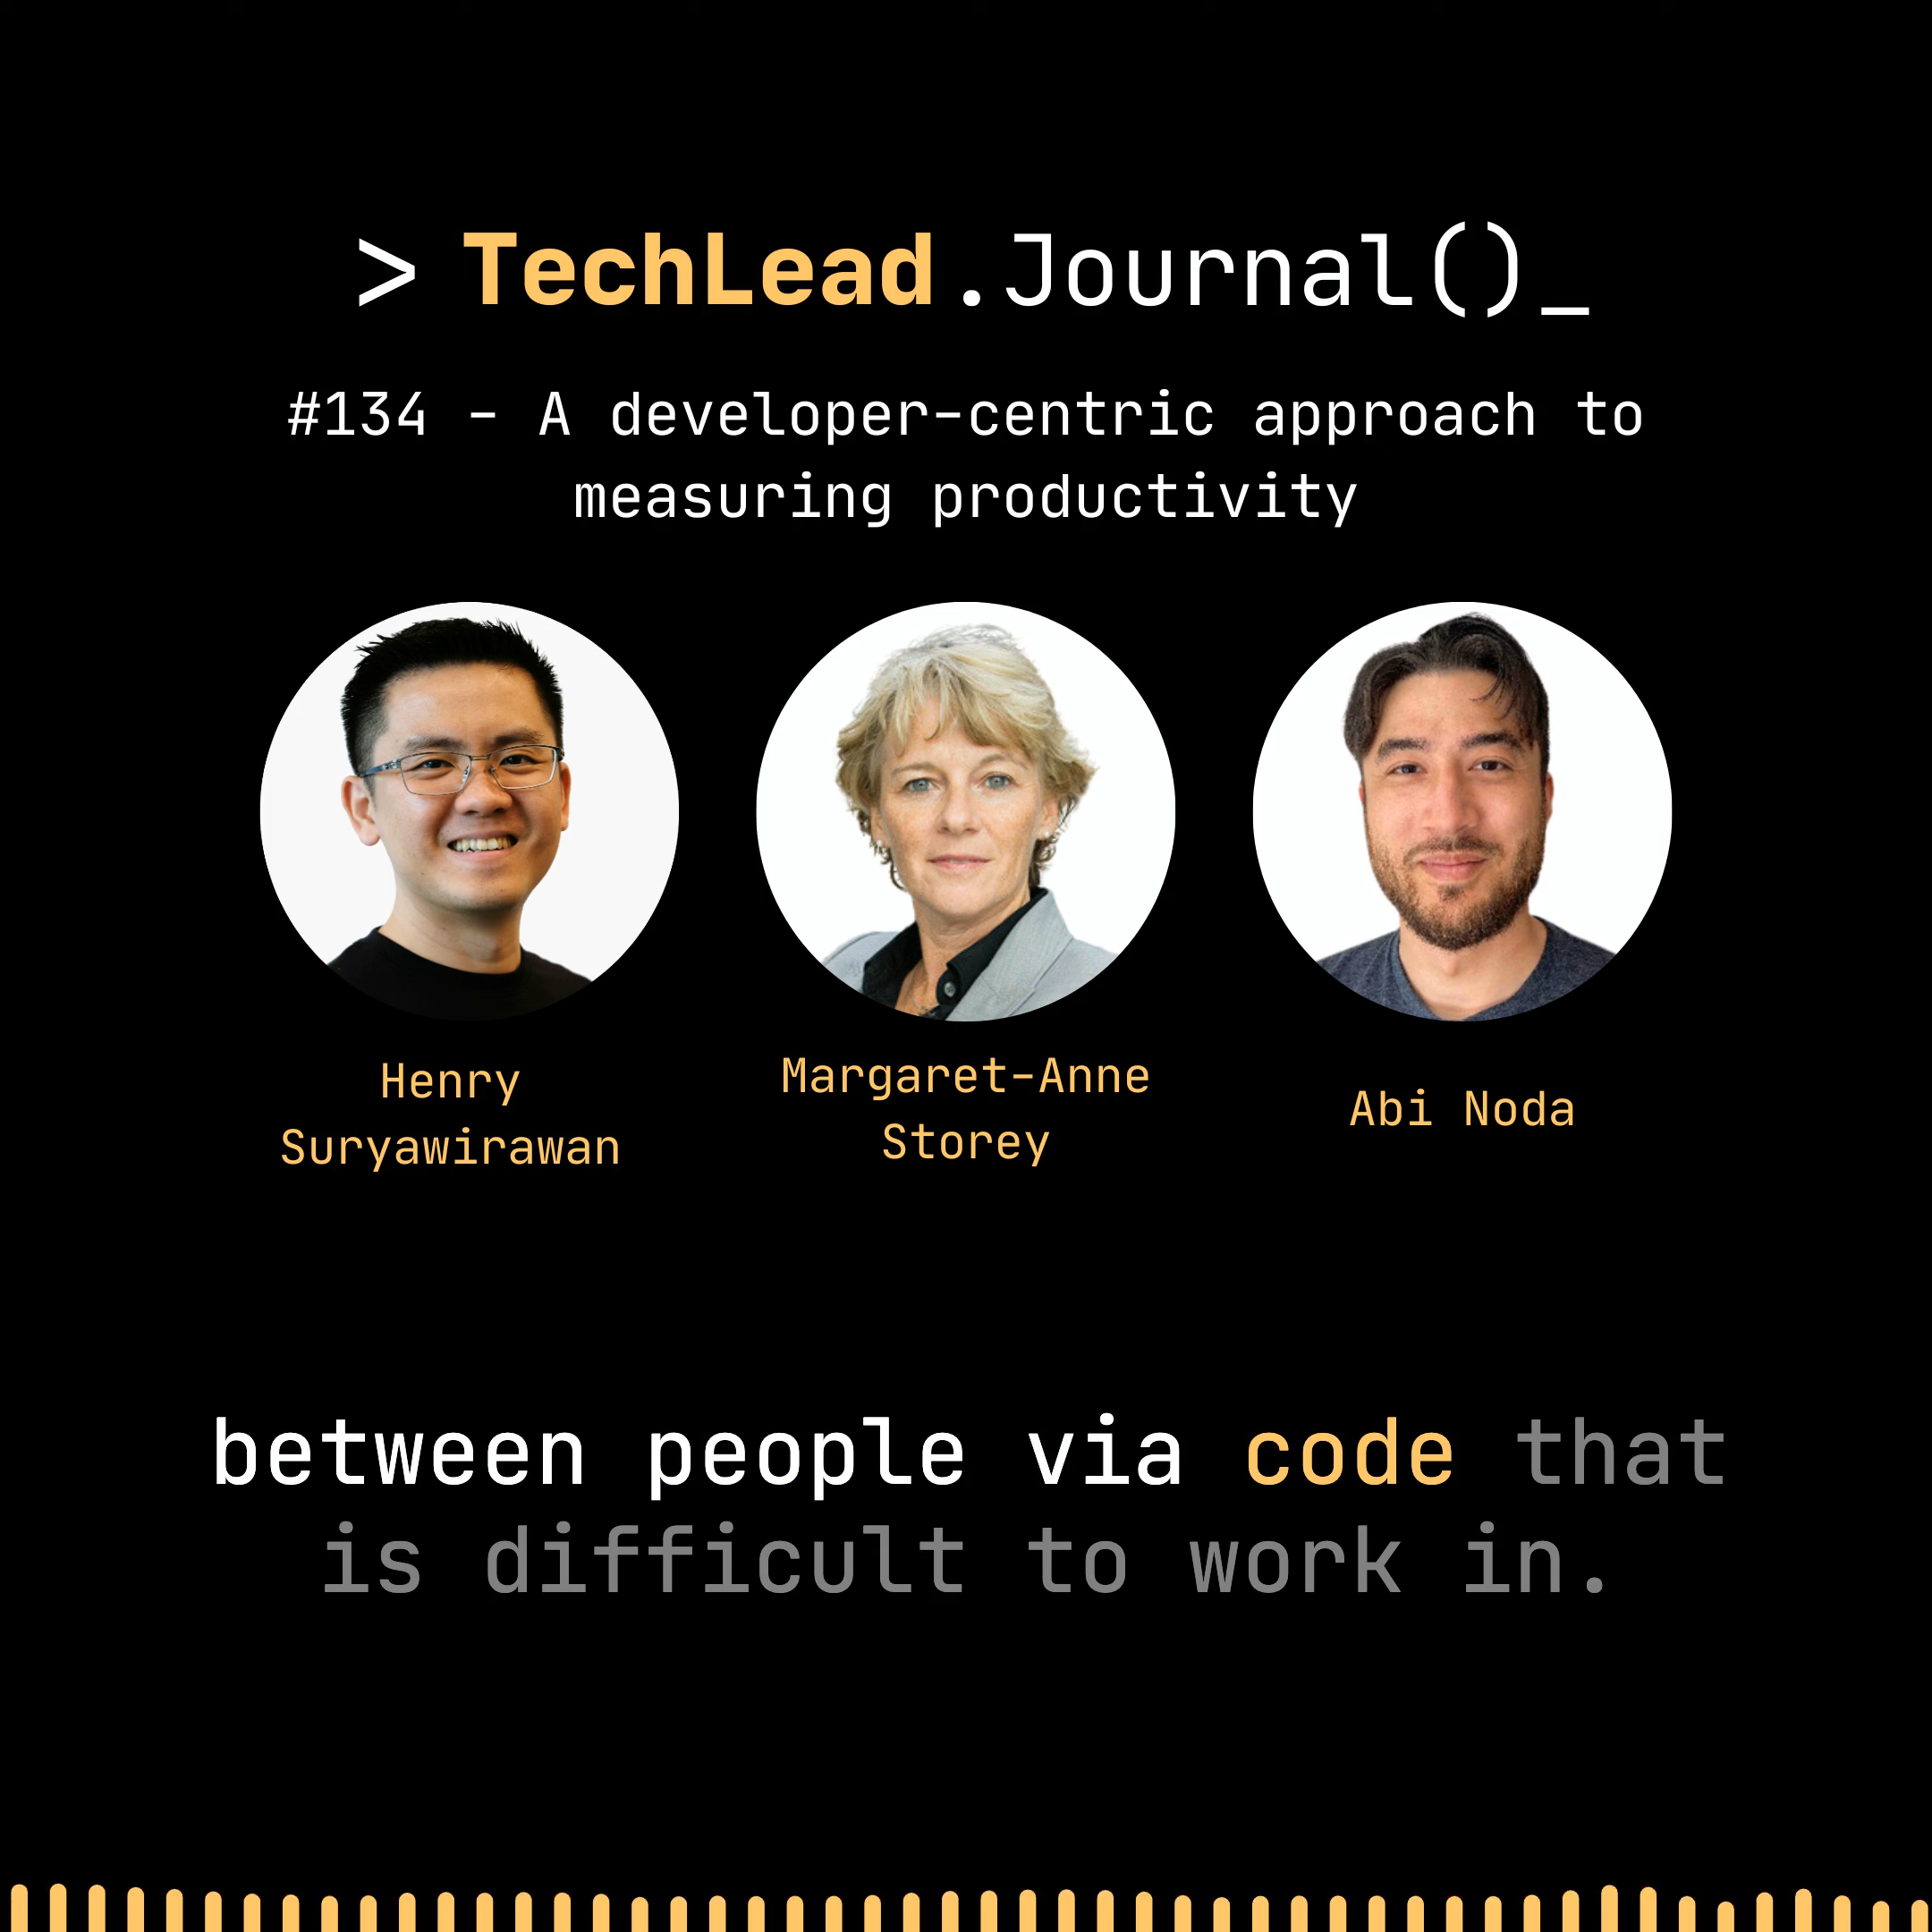 > TechLead.Journal()_
#134 - A developer-centric approach to
measuring productivity
Henry
Suryawirawan
Margaret-Anne
Storey
Abi Noda
between people via code that
is difficult to work in.